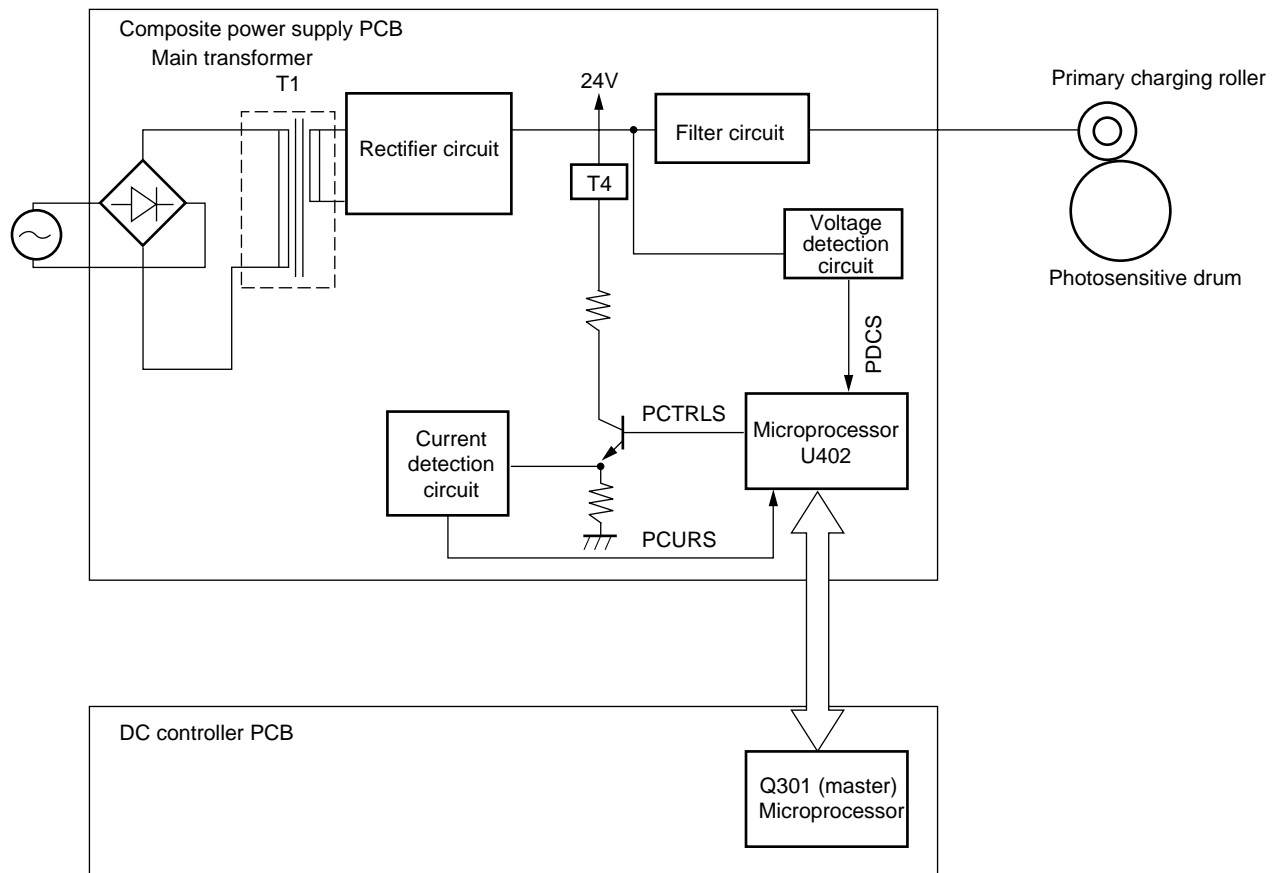 Composite power supply PCB
Main transformer
T1
Rectifier circuit
24V
T4
Filter circuit
Primary charging roller
Photosensitive drum
Voltage
detection
circuit
PDCS
PCTRLS
Microprocessor
U402
Current
detection
circuit
PCURS
DC controller PCB
Q301 (master)
Microprocessor